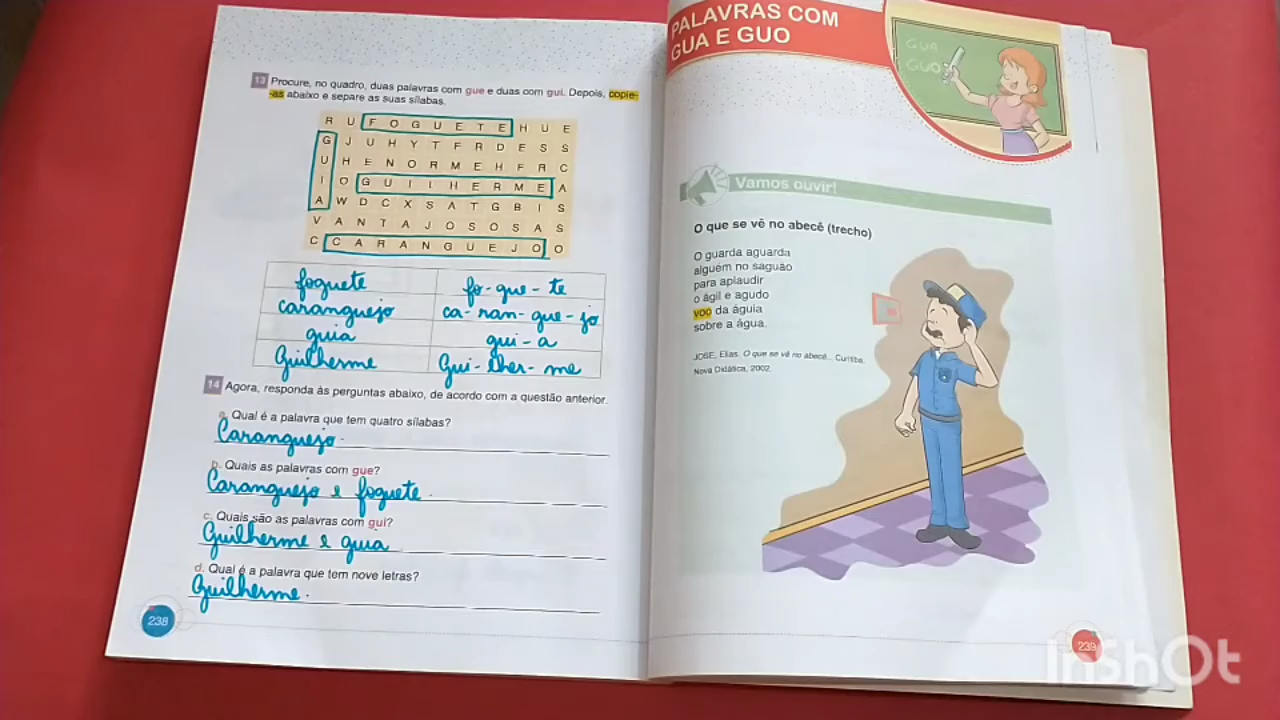 13 Procure, no quadro, duas palavras com gue e duas com gui. Depois, copie-
-as abaixo e separe as suas sílabas.
R U F O G U E T E H U E
G J U H Y T F R D E S S
U H E N O R M E H F R C
I O G U I L H E R M E A
A W D C X S A T G B I S
V A N T A J O S O S A S
C C A R A N G U E J O O
foguete fo-gue-te
caranguejo ca-ran-gue-jo
guia gui-a
Guilherme Gui-lher-me
14 Agora, responda às perguntas abaixo, de acordo com a questão anterior.
a. Qual é a palavra que tem quatro sílabas?
Caranguejo.
b. Quais as palavras com gue?
Caranguejo e foguete.
c. Quais são as palavras com gui?
Guilherme e guia
d. Qual é a palavra que tem nove letras?
Guilherme.
238
PALAVRAS COM
GUA E GUO
GUA
GUO
Vamos ouvir!
O que se vê no abecê (trecho)
O guarda aguarda
alguém no saguão
para aplaudir
o ágil e agudo
voo da águia
sobre a água.
JOSÉ, Elias. O que se vê no abecê... Curitiba:
Nova Didática, 2002.
239
InShOt